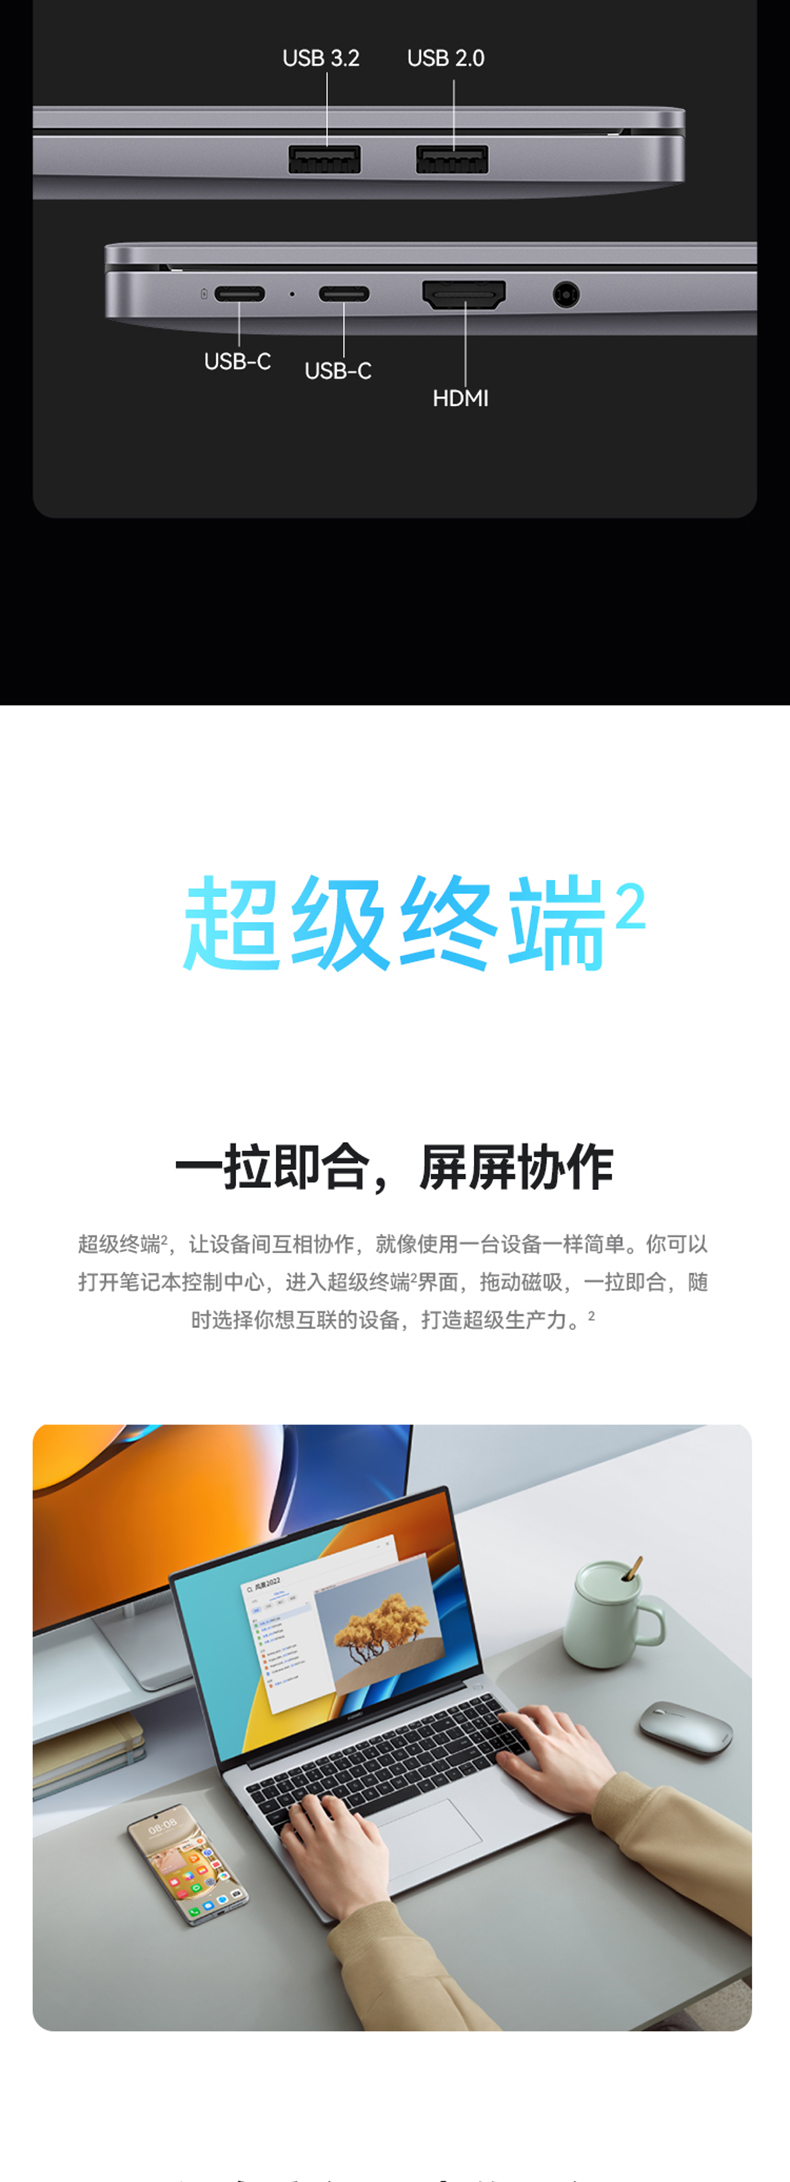 USB 3.2 USB 2.0
USB-C USB-C
HDMI
超级终端²
一拉即合，屏屏协作
超级终端²，让设备间互相协作，就像使用一台设备一样简单。你可以
打开笔记本控制中心，进入超级终端²界面，拖动磁吸，一拉即合，随
时选择你想互联的设备，打造超级生产力。²
风景2022
08:08